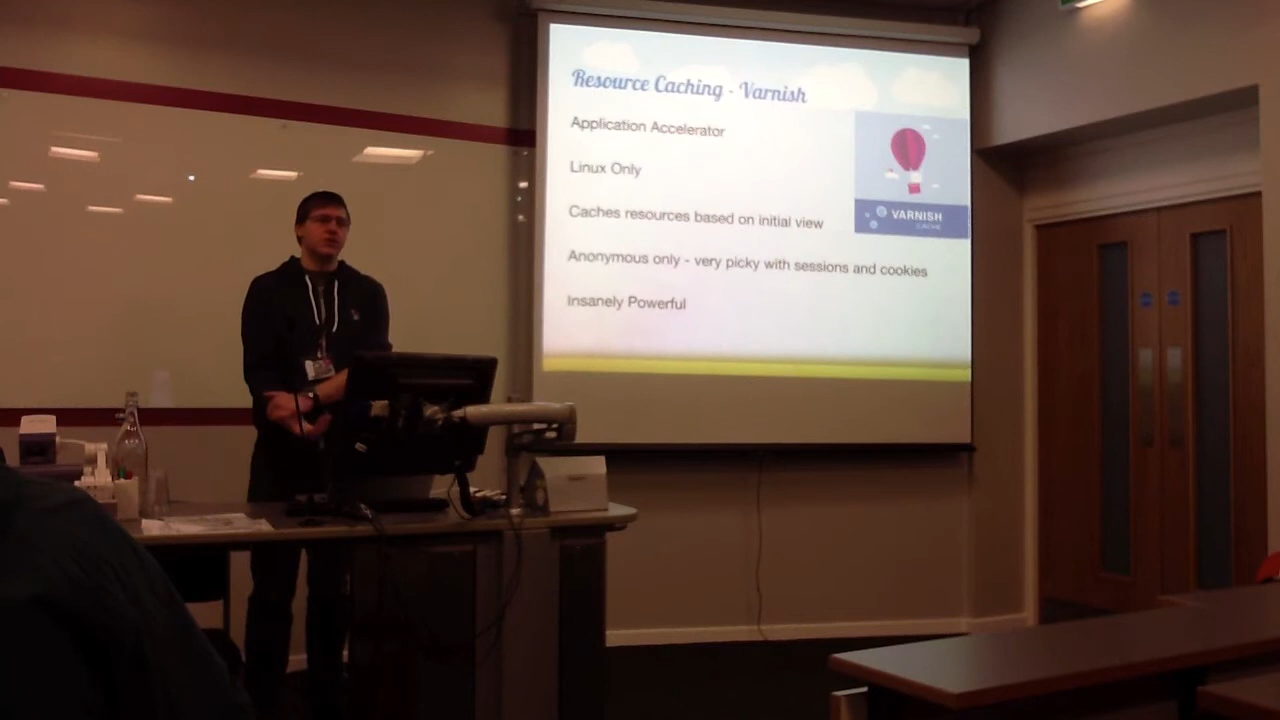 Resource Caching - Varnish
Application Accelerator
Linux Only
Caches resources based on initial view
Anonymous only - very picky with sessions and cookies
Insanely Powerful
VARNISH
CACHE